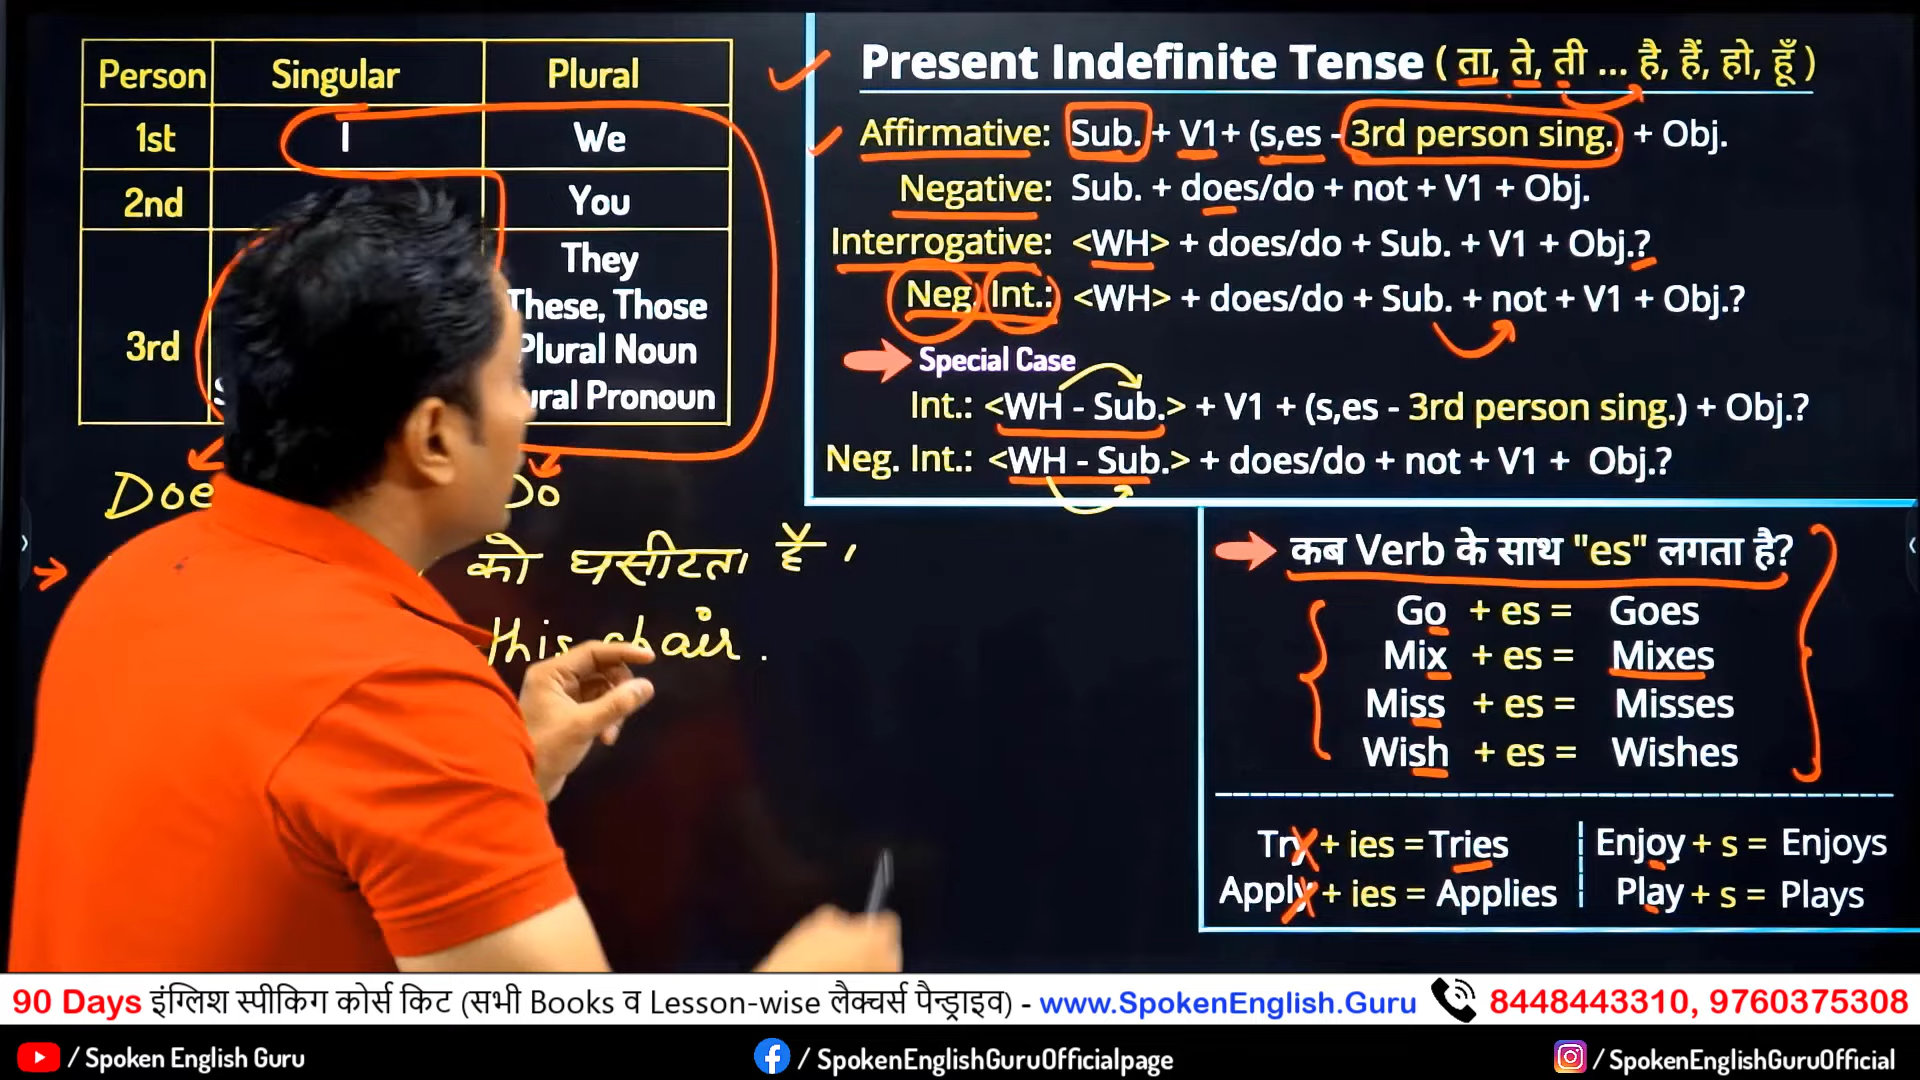 Person Singular Plural
1st I We
2nd You
3rd They
These, Those
Plural Noun
Pronoun
Do
को घसीटता है,
this chair.
Present Indefinite Tense ( ता, ते, ती ... है, हैं, हो, हूँ )
Affirmative: Sub. + V1+ (s,es - 3rd person sing.) + Obj.
Negative: Sub. + does/do + not + V1 + Obj.
Interrogative: <WH> + does/do + Sub. + V1 + Obj.?
Neg. Int.: <WH> + does/do + Sub. + not + V1 + Obj.?
Special Case
Int.: <WH - Sub.> + V1 + (s,es - 3rd person sing.) + Obj.?
Neg. Int.: <WH - Sub.> + does/do + not + V1 + Obj.?
कब Verb के साथ "es" लगता है?
Go + es = Goes
Mix + es = Mixes
Miss + es = Misses
Wish + es = Wishes
Try + ies = Tries
Apply + ies = Applies
Enjoy + s = Enjoys
Play + s = Plays
90 Days इंग्लिश स्पीकिंग कोर्स किट (सभी Books व Lesson-wise लैक्चर्स पैन्ड्राइव) - www.SpokenEnglish.Guru 8448443310, 9760375308
/ Spoken English Guru
/ SpokenEnglishGuruOfficialpage
/ SpokenEnglishGuruOfficial